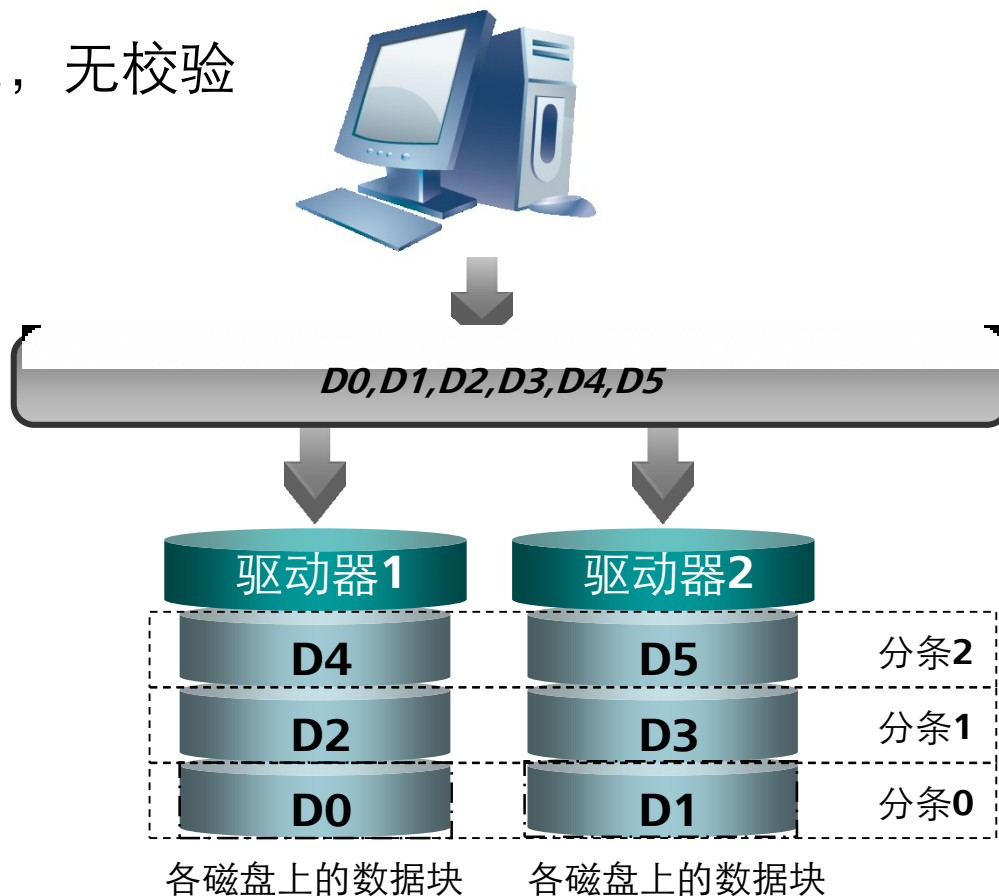 ，无校验
D0,D1,D2,D3,D4,D5
驱动器1
驱动器2
D4
D5
分条2
D2
D3
分条1
D0
D1
分条0
各磁盘上的数据块
各磁盘上的数据块